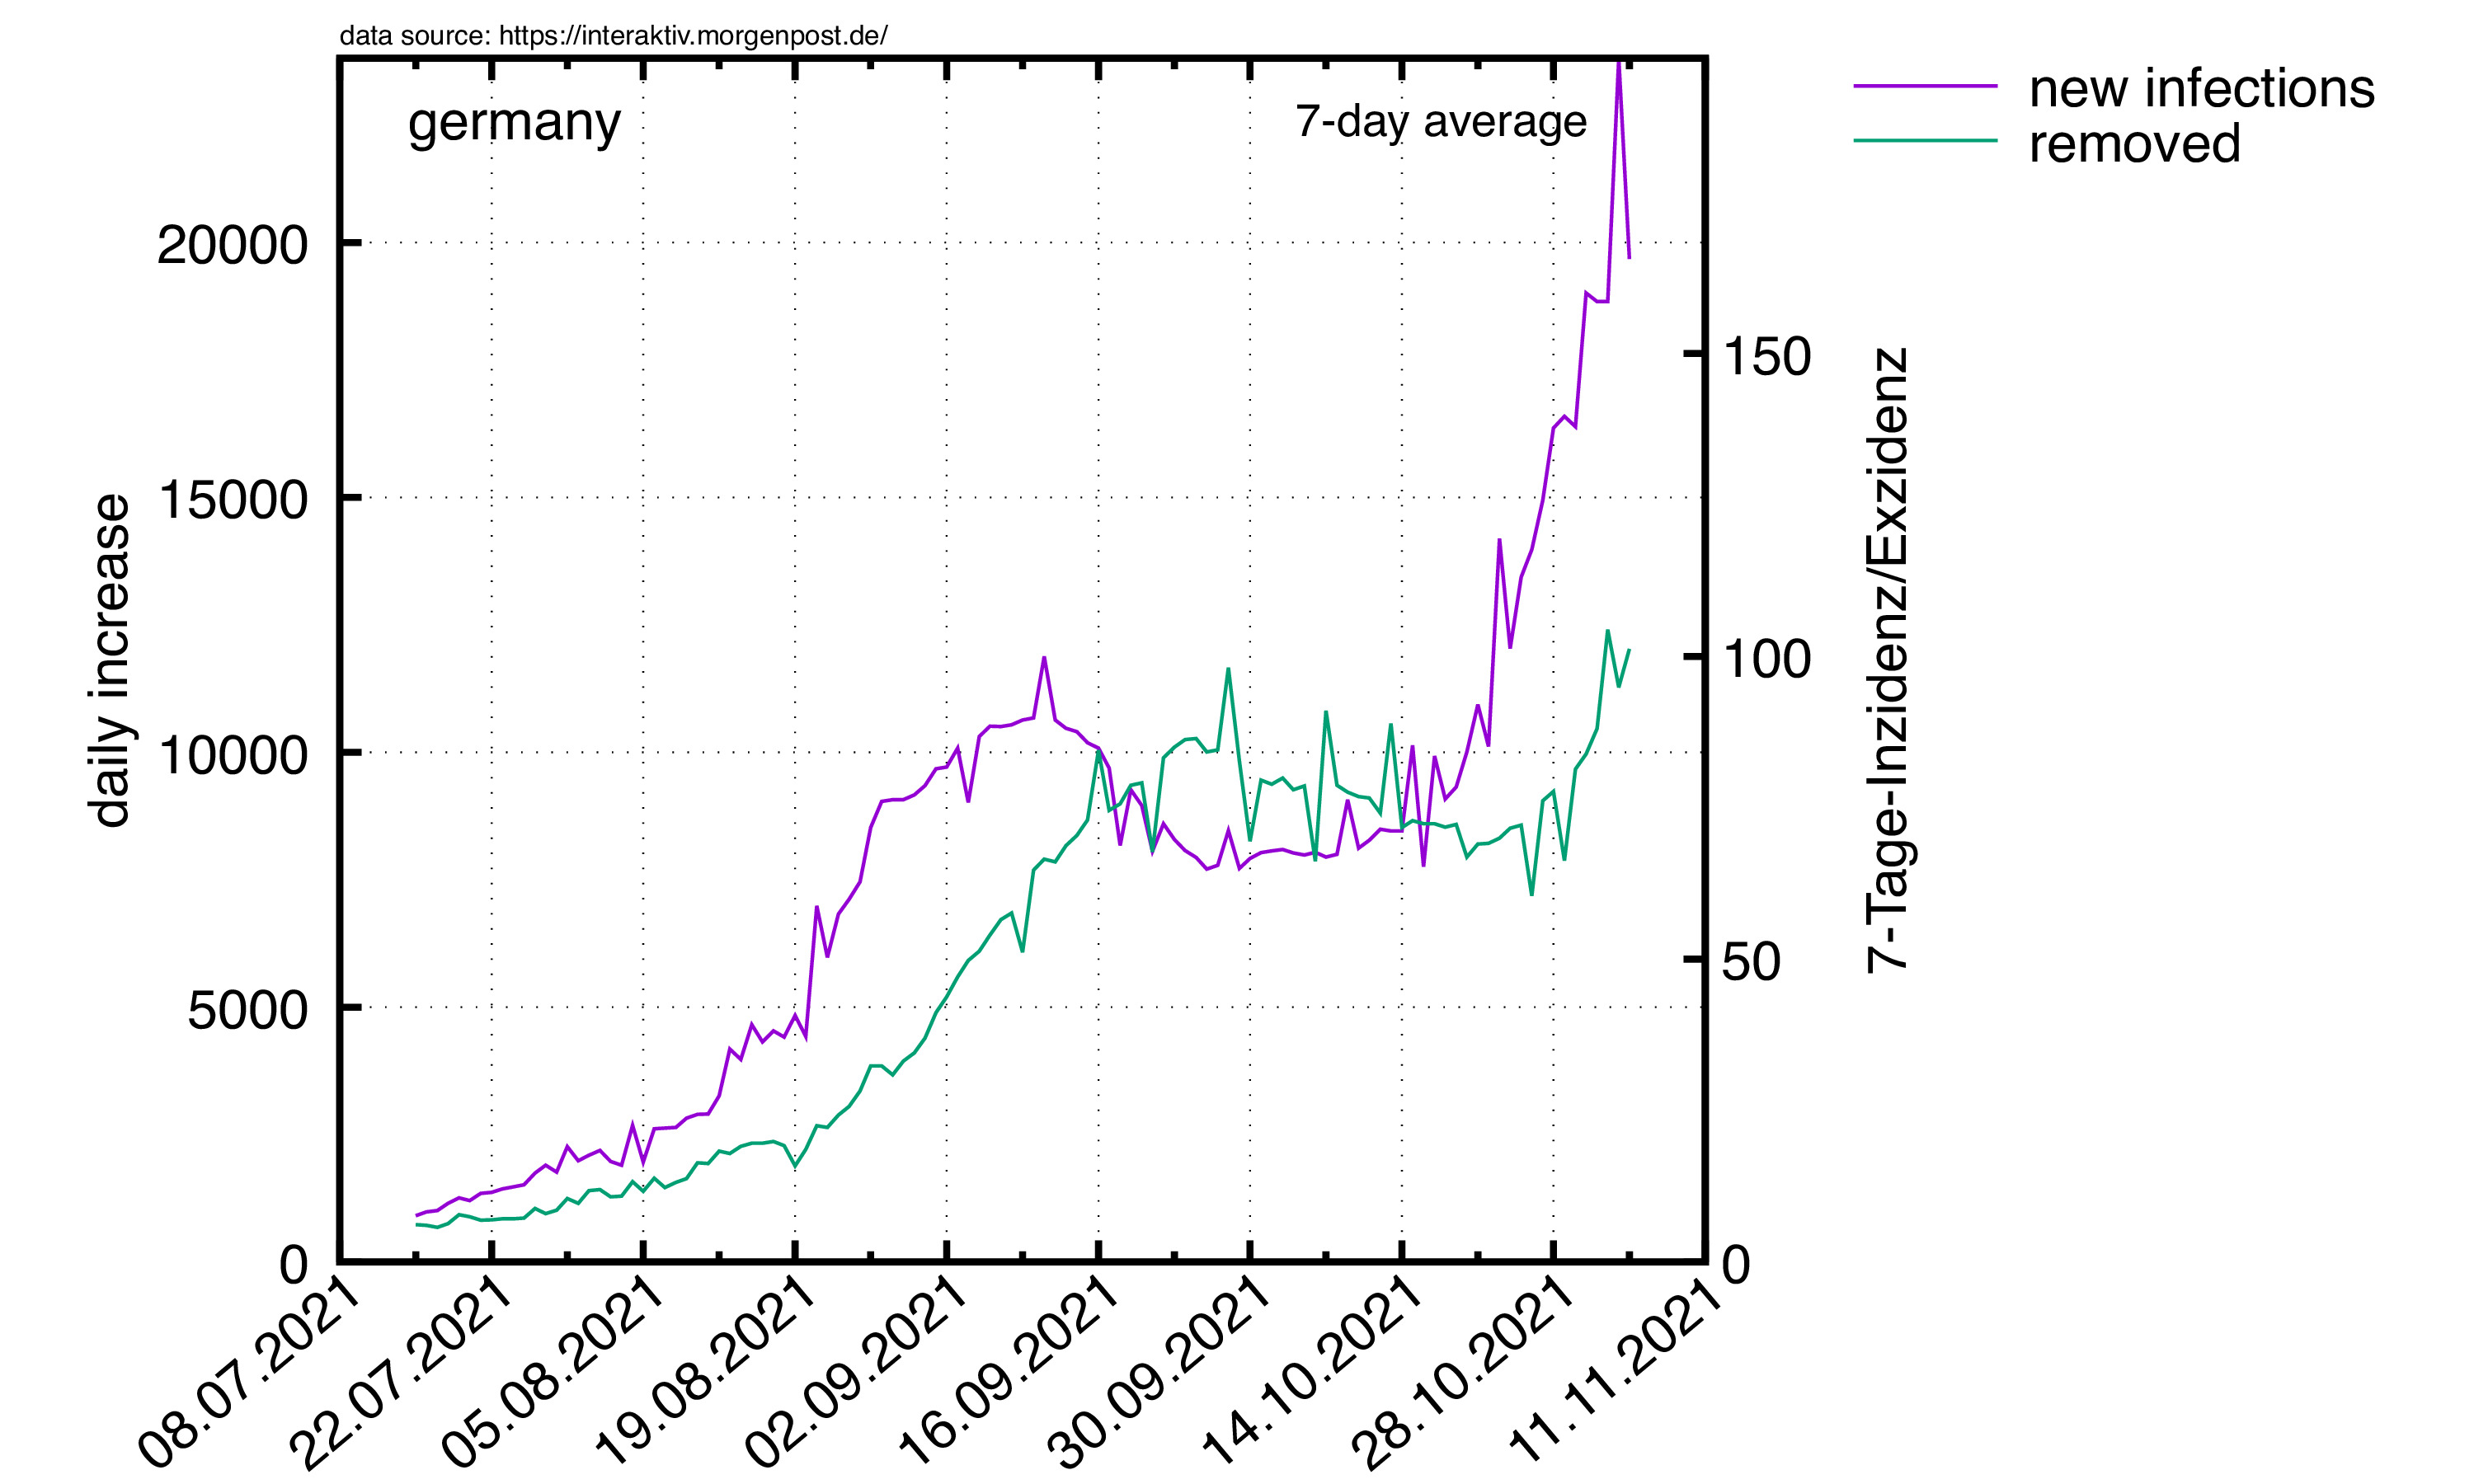 data source: https://interaktiv.morgenpost.de/
germany
7-day average
new infections
removed
daily increase
20000
15000
10000
5000
0
150
100
50
0
7-Tage-Inzidenz/Exzidenz
08.07.2021
22.07.2021
05.08.2021
19.08.2021
02.09.2021
16.09.2021
30.09.2021
14.10.2021
28.10.2021
11.11.2021